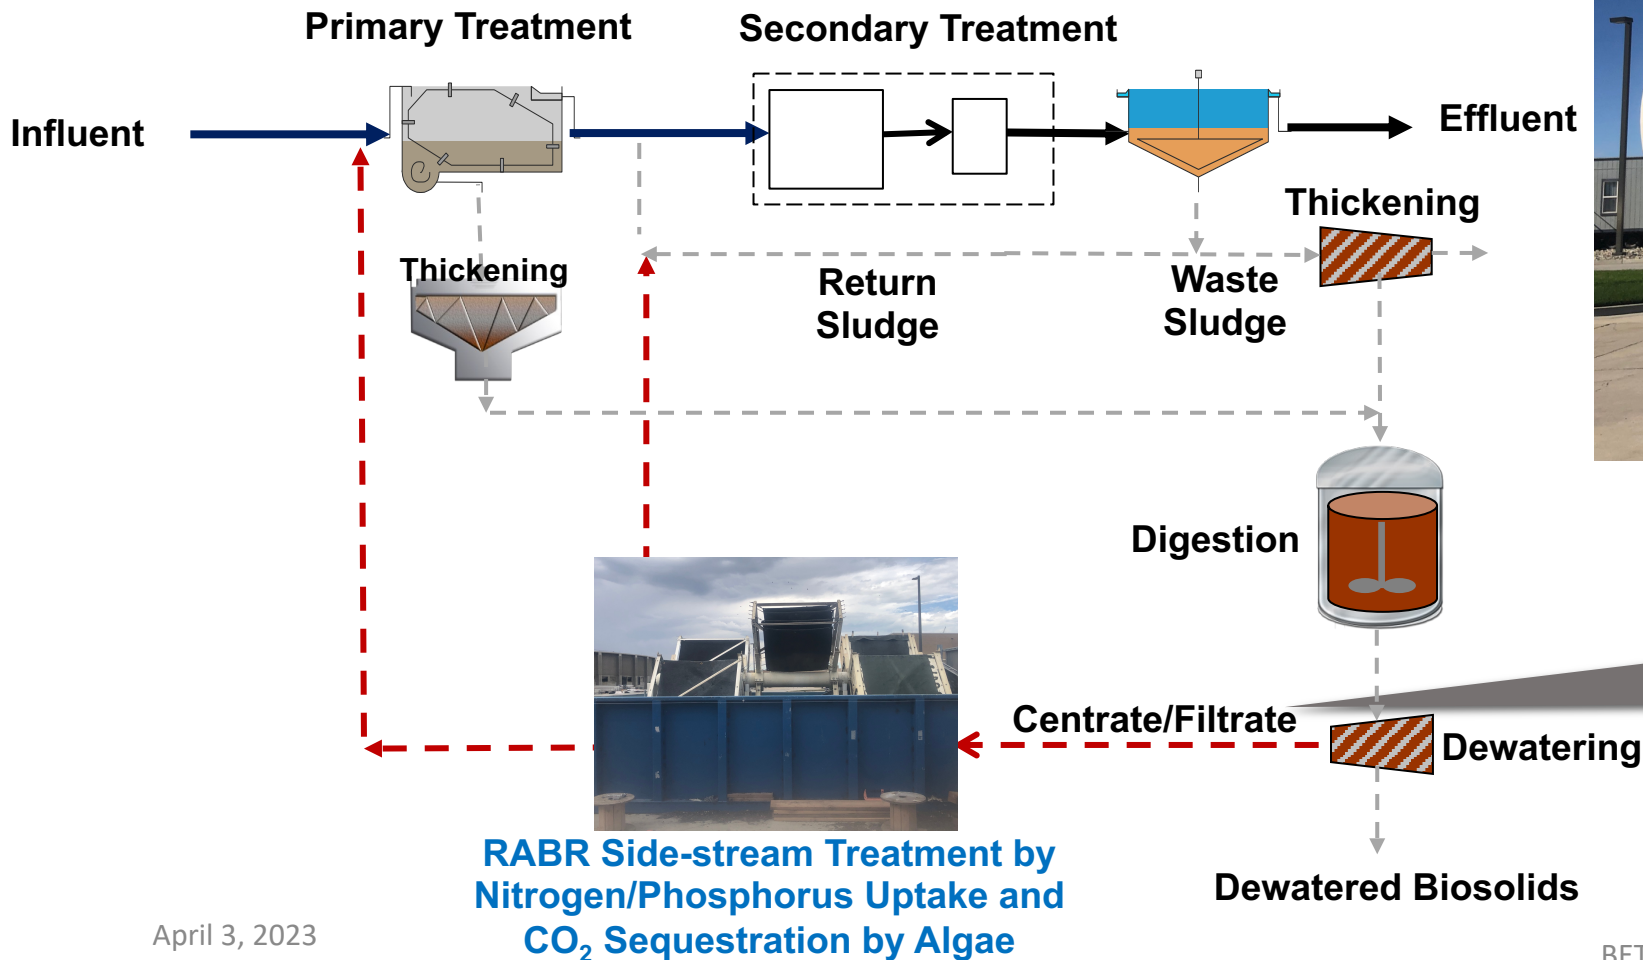 Primary Treatment
Secondary Treatment
Influent
Effluent
Thickening
Thickening
Return
Sludge
Waste
Sludge
Digestion
Centrate/Filtrate
Dewatering
RABR Side-stream Treatment by
Nitrogen/Phosphorus Uptake and
CO₂ Sequestration by Algae
Dewatered Biosolids
April 3, 2023